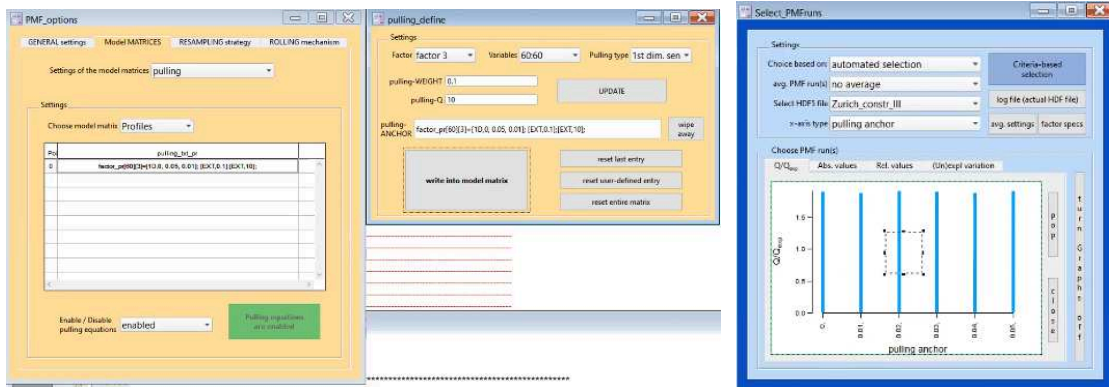 PMF_options
GENERAL settings Model MATRICES RESAMPLING strategy ROLLING mechanism
Settings of the model matrices pulling
Settings
Choose model matrix Profiles
pulling_txt_pr
0 factor_pr[60][3]=[1D,0, 0.05, 0.01]; [EXT,0.1];[EXT,10];
Enable / Disable
pulling equations
enabled
Pulling equations
are enabled
pulling_define
Settings
Factor factor 3 Variables 60:60 Pulling type 1st dim. sen
pulling-WEIGHT 0.1
pulling-Q 10
UPDATE
pulling-
ANCHOR
factor_pr[60][3]=[1D,0, 0.05, 0.01]; [EXT,0.1];[EXT,10];
wipe
away
write into model matrix
reset last entry
reset user-defined entry
reset entire matrix
Select_PMFruns
Settings
Choice based on: automated selection
Criteria-based
selection
avg. PMF run(s) no average
Select HDF5 file Zurich_constr_III
log file (actual HDF file)
x-axis type pulling anchor
avg. settings factor specs
Choose PMF run(s)
Q/Qexp Abs. values Rel. values (Un)expl variation
Q/Qexp
1.5
1.0
0.5
0.0
0. 0.01. 0.02. 0.03. 0.04. 0.05.
pulling anchor
pop
close
turn Graphs off